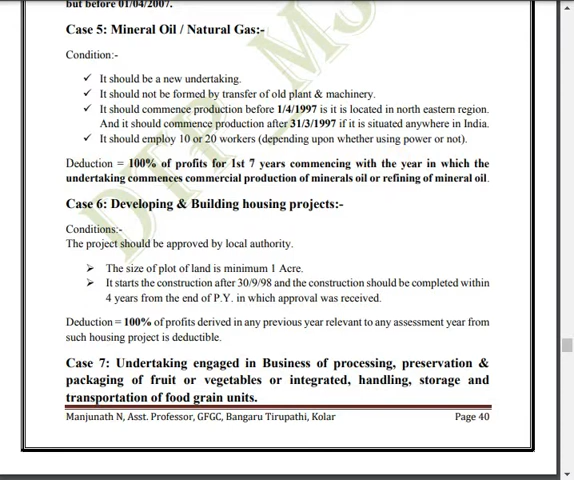 but before 01/04/2007.
Case 5: Mineral Oil / Natural Gas:-
Condition:-
✓ It should be a new undertaking.
✓ It should not be formed by transfer of old plant & machinery.
✓ It should commence production before 1/4/1997 is it is located in north eastern region.
And it should commence production after 31/3/1997 if it is situated anywhere in India.
✓ It should employ 10 or 20 workers (depending upon whether using power or not).
Deduction = 100% of profits for 1st 7 years commencing with the year in which the
undertaking commences commercial production of minerals oil or refining of mineral oil.
Case 6: Developing & Building housing projects:-
Conditions:-
The project should be approved by local authority.
➢ The size of plot of land is minimum 1 Acre.
➢ It starts the construction after 30/9/98 and the construction should be completed within
4 years from the end of P.Y. in which approval was received.
Deduction = 100% of profits derived in any previous year relevant to any assessment year from
such housing project is deductible.
Case 7: Undertaking engaged in Business of processing, preservation &
packaging of fruit or vegetables or integrated, handling, storage and
transportation of food grain units.
Manjunath N, Asst. Professor, GFGC, Bangaru Tirupathi, Kolar Page 40